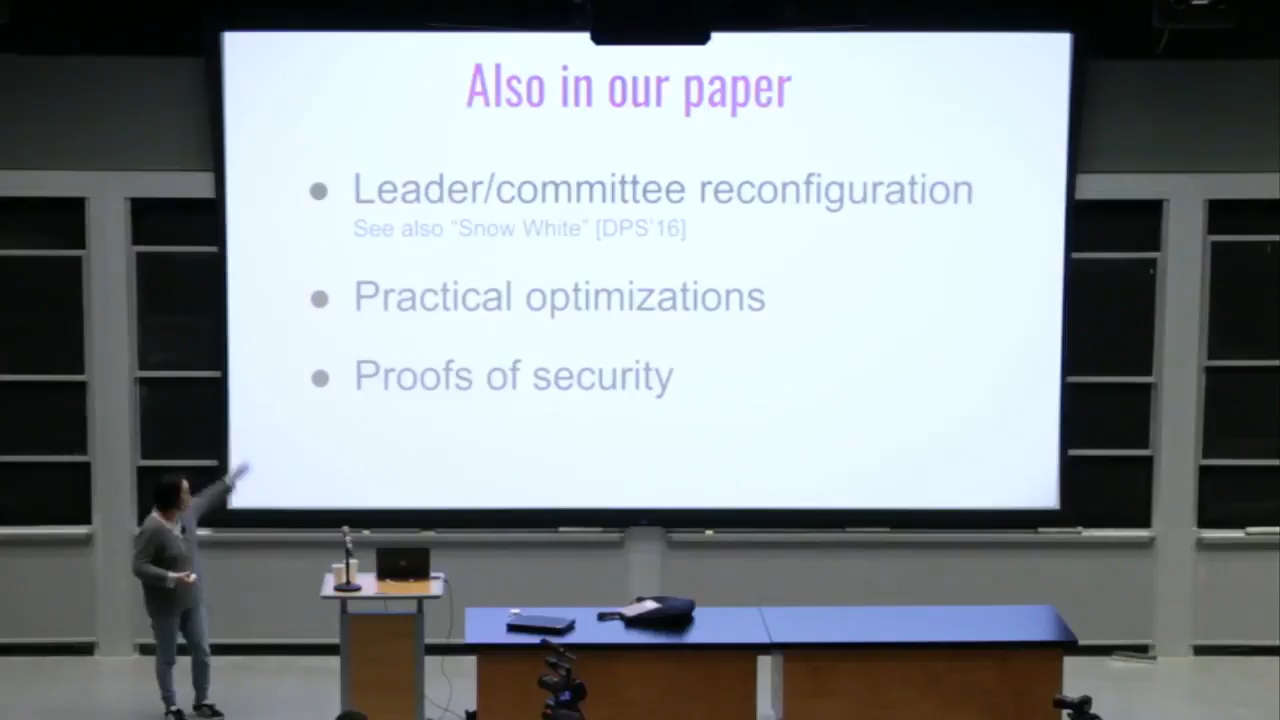 Also in our paper
● Leader/committee reconfiguration
See also “Snow White” [DPS’16]
● Practical optimizations
● Proofs of security